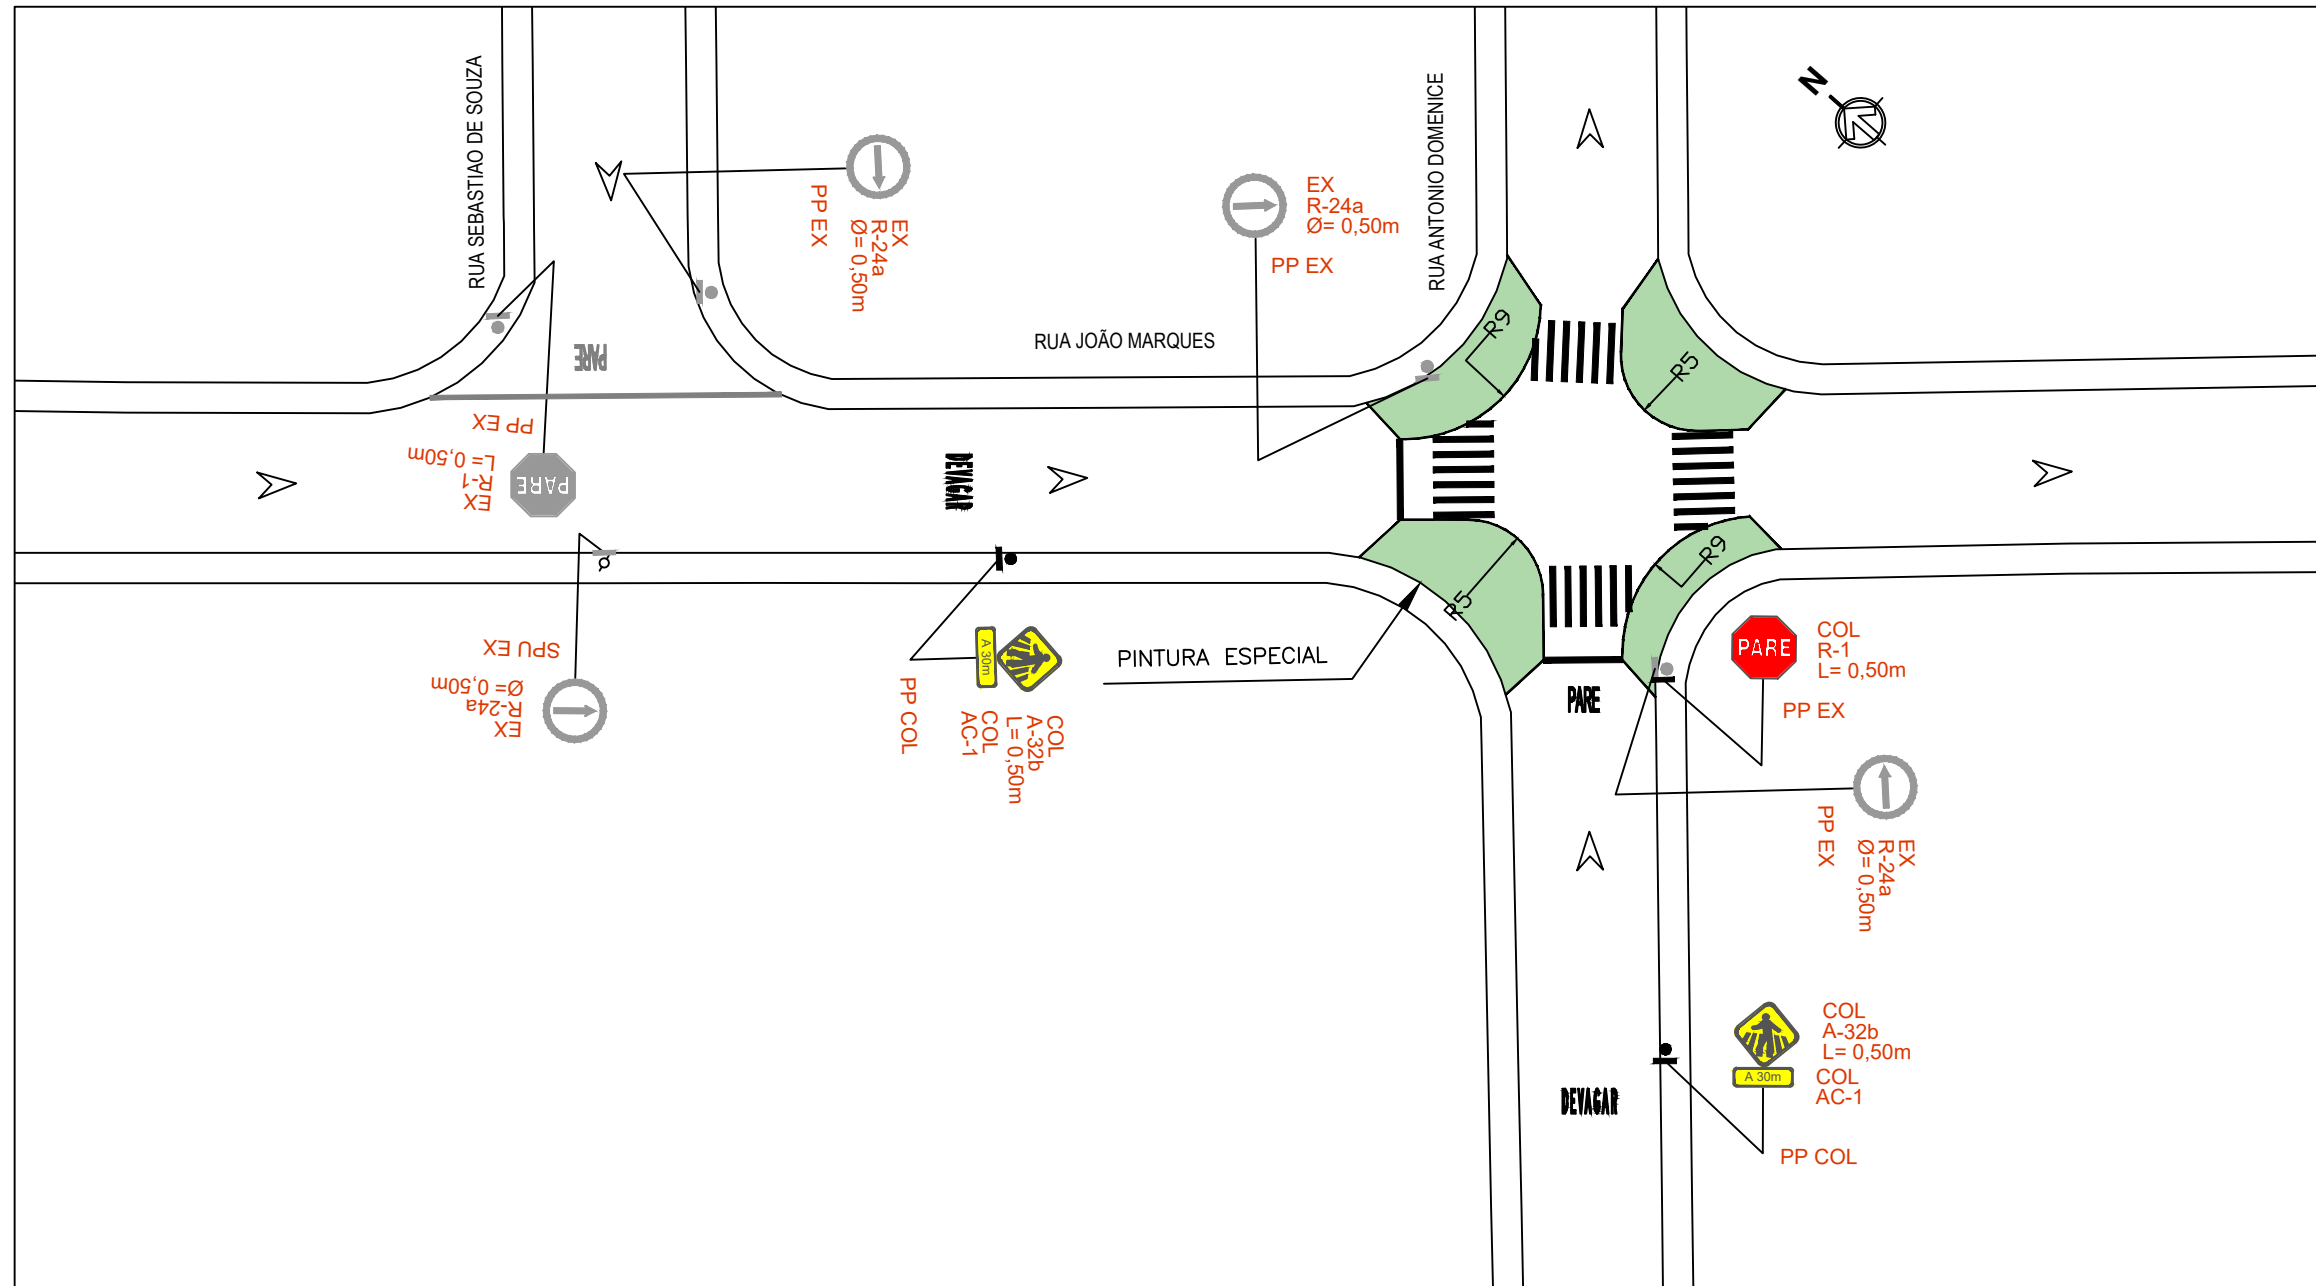 RUA SEBASTIAO DE SOUZA
PP EX
EX
R-24a
Ø= 0,50m
EX
R-24a
Ø= 0,50m
PP EX
RUA ANTONIO DOMENICE
N
RUA JOÃO MARQUES
R9
R5
PARE
PP EX
L= 0,50m
R-1
EX
PARE
DEVAGAR
R5
R9
PINTURA ESPECIAL
SPU EX
Ø= 0,50m
R-24a
EX
A 30m
PP COL
COL
A-32b
L= 0,50m
COL
AC-1
PARE
PARE
COL
R-1
L= 0,50m
PP EX
PP EX
EX
R-24a
Ø= 0,50m
COL
A-32b
L= 0,50m
A 30m
COL
AC-1
DEVAGAR
PP COL